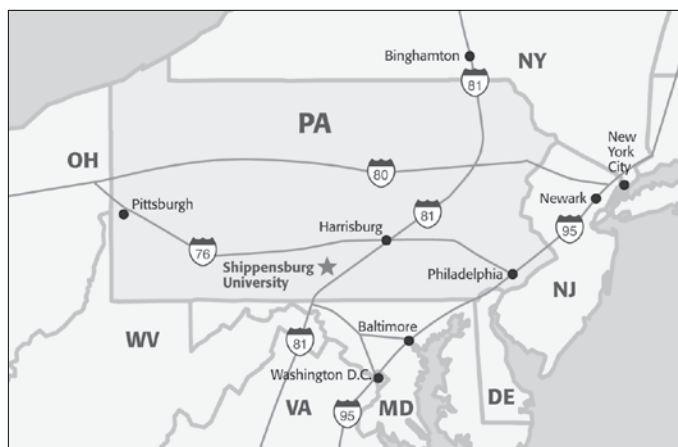 Binghamton
NY
81
PA
New
York
City
OH
80
Newark
Pittsburgh
81
95
Harrisburg
76
Shippensburg
University
Philadelphia
NJ
Baltimore
WV
81
Washington D.C.
DE
VA
MD
95